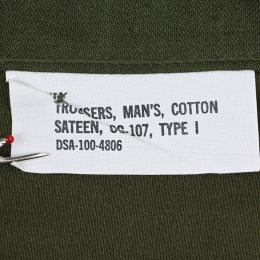 TROUSERS, MAN'S, COTTON
SATEEN, OG-107, TYPE I
DSA-100-4806